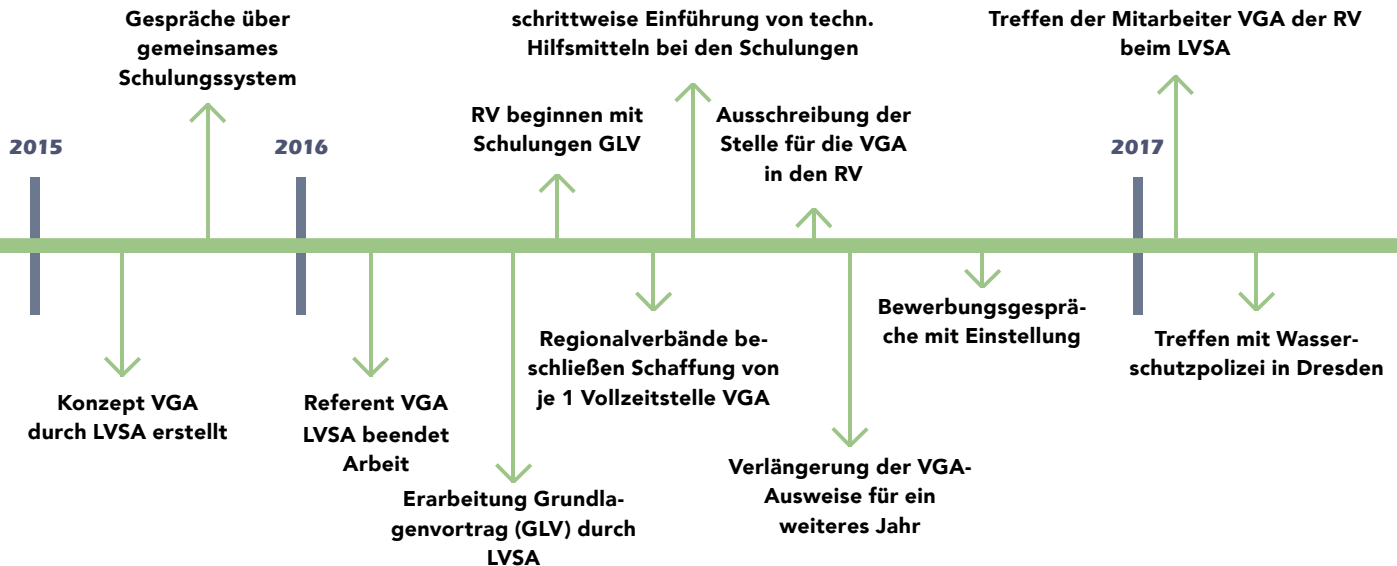 Gespräche über
gemeinsames
Schulungssystem
schrittweise Einführung von techn.
Hilfsmitteln bei den Schulungen
Treffen der Mitarbeiter VGA der RV
beim LVSA
RV beginnen mit
Schulungen GLV
Ausschreibung der
Stelle für die VGA
in den RV
2015
2016
2017
Konzept VGA
durch LVSA erstellt
Referent VGA
LVSA beendet
Arbeit
Erarbeitung Grundla-
genvortrag (GLV) durch
LVSA
Regionalverbände be-
schließen Schaffung von
je 1 Vollzeitstelle VGA
Verlängerung der VGA-
Ausweise für ein
weiteres Jahr
Bewerbungsgesprä-
che mit Einstellung
Treffen mit Wasser-
schutzpolizei in Dresden